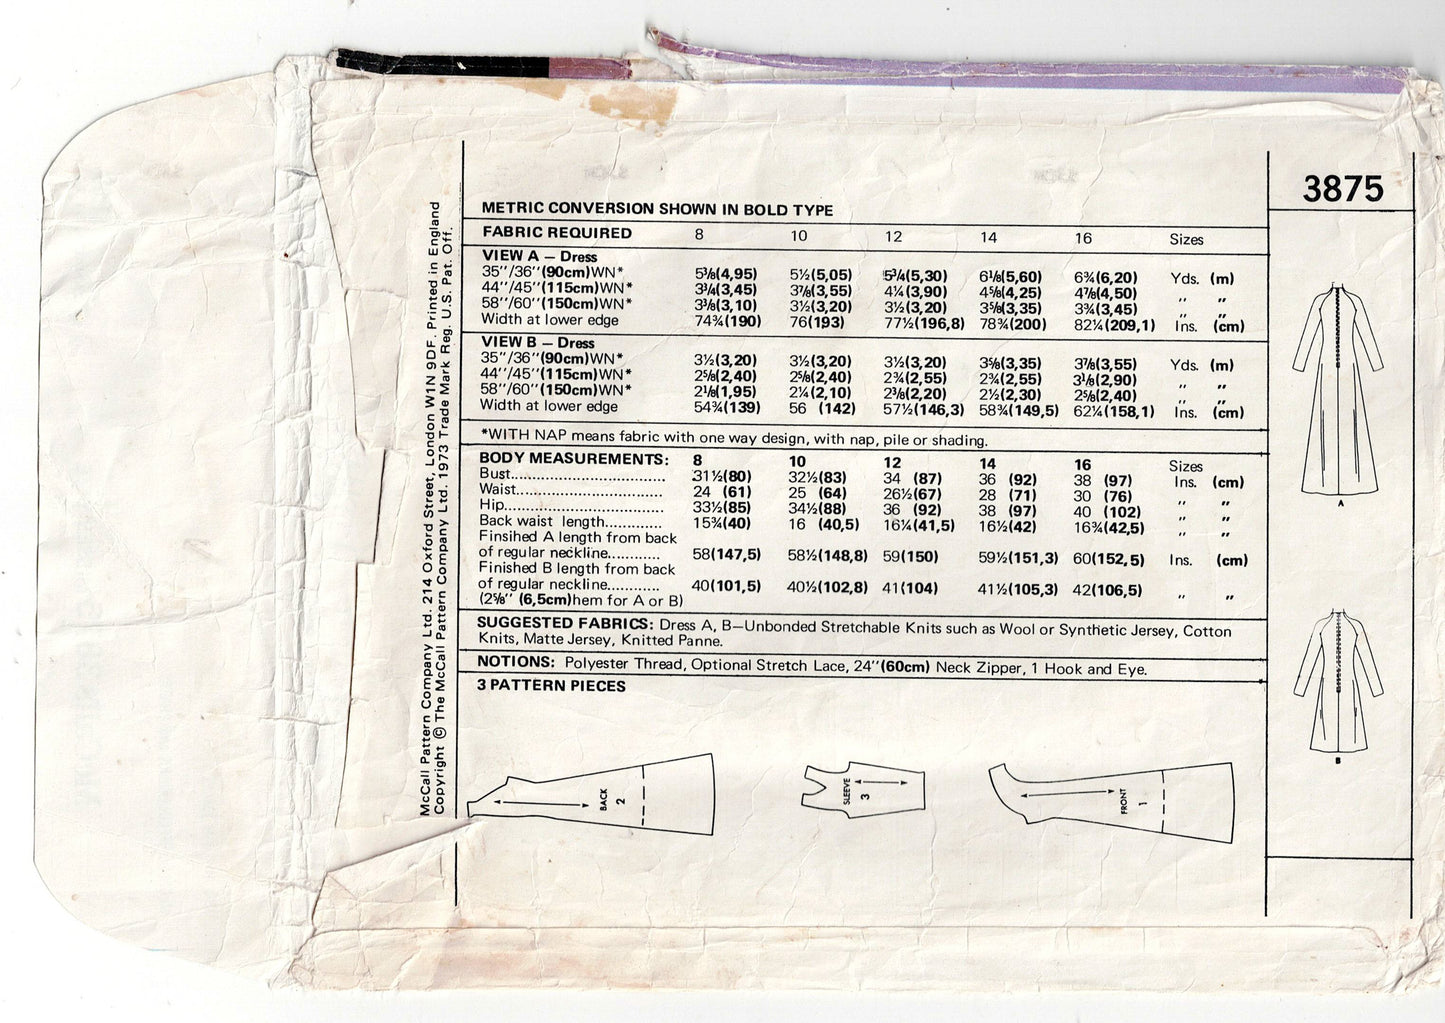 McCall Pattern Company Ltd. 214 Oxford Street, London W1N 9DF. Printed in England
Copyright © The McCall Pattern Company Ltd. 1973 Trade Mark Reg. U.S. Pat. Off.
METRIC CONVERSION SHOWN IN BOLD TYPE
FABRIC REQUIRED 8 10 12 14 16 Sizes
VIEW A — Dress
35''/36''(90cm)WN* 5⅜(4,95) 5½(5,05) 5¾(5,30) 6⅛(5,60) 6¾(6,20) Yds. (m)
44''/45''(115cm)WN* 3¾(3,45) 3⅞(3,55) 4¼(3,90) 4⅝(4,25) 4⅞(4,50) ,, ,,
58''/60''(150cm)WN* 3⅜(3,10) 3½(3,20) 3½(3,20) 3⅝(3,35) 3¾(3,45) ,, ,,
Width at lower edge 74¾(190) 76(193) 77½(196,8) 78¾(200) 82¼(209,1) Ins. (cm)
VIEW B — Dress
35''/36''(90cm)WN* 3½(3,20) 3½(3,20) 3½(3,20) 3⅝(3,35) 3⅞(3,55) Yds. (m)
44''/45''(115cm)WN* 2⅝(2,40) 2⅝(2,40) 2¾(2,55) 2¾(2,55) 3⅛(2,90) ,, ,,
58''/60''(150cm)WN* 2⅛(1,95) 2¼(2,10) 2⅜(2,20) 2½(2,30) 2⅝(2,40) ,, ,,
Width at lower edge 54¾(139) 56 (142) 57½(146,3) 58¾(149,5) 62¼(158,1) Ins. (cm)
*WITH NAP means fabric with one way design, with nap, pile or shading.
BODY MEASUREMENTS: 8 10 12 14 16 Sizes
Bust................................. 31½(80) 32½(83) 34 (87) 36 (92) 38 (97) Ins. (cm)
Waist............................... 24 (61) 25 (64) 26½(67) 28 (71) 30 (76) ,, ,,
Hip.................................. 33½(85) 34½(88) 36 (92) 38 (97) 40 (102) ,, ,,
Back waist length............ 15¾(40) 16 (40,5) 16¼(41,5) 16½(42) 16¾(42,5) ,, ,,
Finsihed A length from back
of regular neckline........... 58(147,5) 58½(148,8) 59(150) 59½(151,3) 60(152,5) Ins. (cm)
Finished B length from back
of regular neckline........... 40(101,5) 40½(102,8) 41(104) 41½(105,3) 42(106,5) ,, ,,
(2⅝'' (6,5cm)hem for A or B)
SUGGESTED FABRICS: Dress A, B—Unbonded Stretchable Knits such as Wool or Synthetic Jersey, Cotton
Knits, Matte Jersey, Knitted Panne.
NOTIONS: Polyester Thread, Optional Stretch Lace, 24''(60cm) Neck Zipper, 1 Hook and Eye.
3 PATTERN PIECES
BACK 2
SLEEVE 3
FRONT 1
3875
A
B